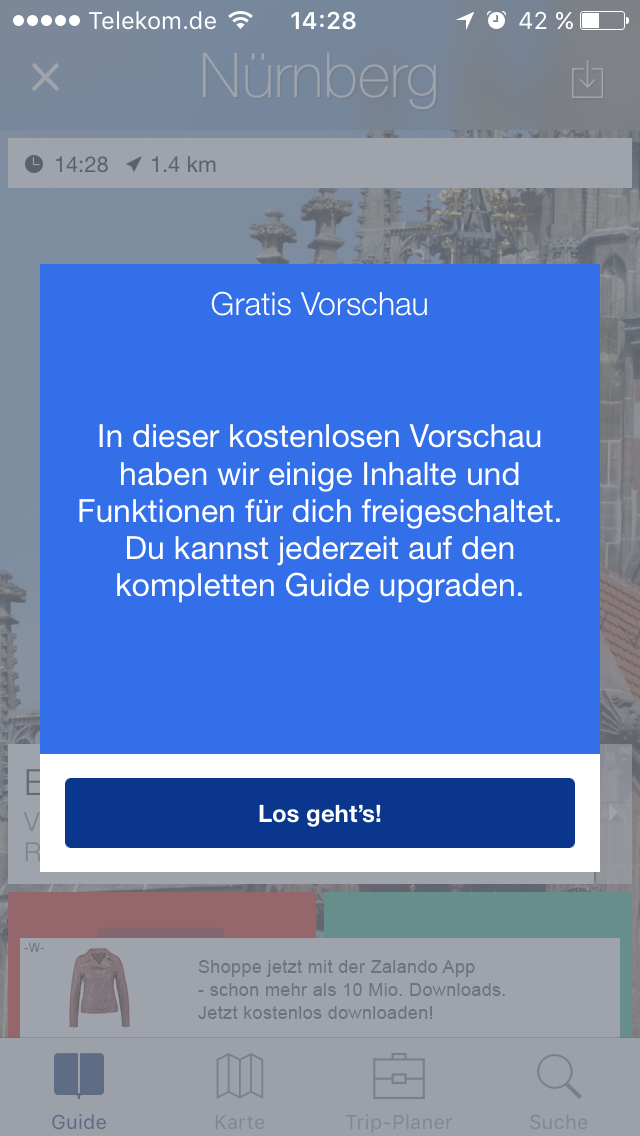 Telekom.de 14:28 42 %
Nürnberg
14:28 1.4 km
Gratis Vorschau
In dieser kostenlosen Vorschau
haben wir einige Inhalte und
Funktionen für dich freigeschaltet.
Du kannst jederzeit auf den
kompletten Guide upgraden.
Los geht's!
E
V
R
-W-
Shoppe jetzt mit der Zalando App
- schon mehr als 10 Mio. Downloads.
Jetzt kostenlos downloaden!
Guide Karte Trip-Planer Suche